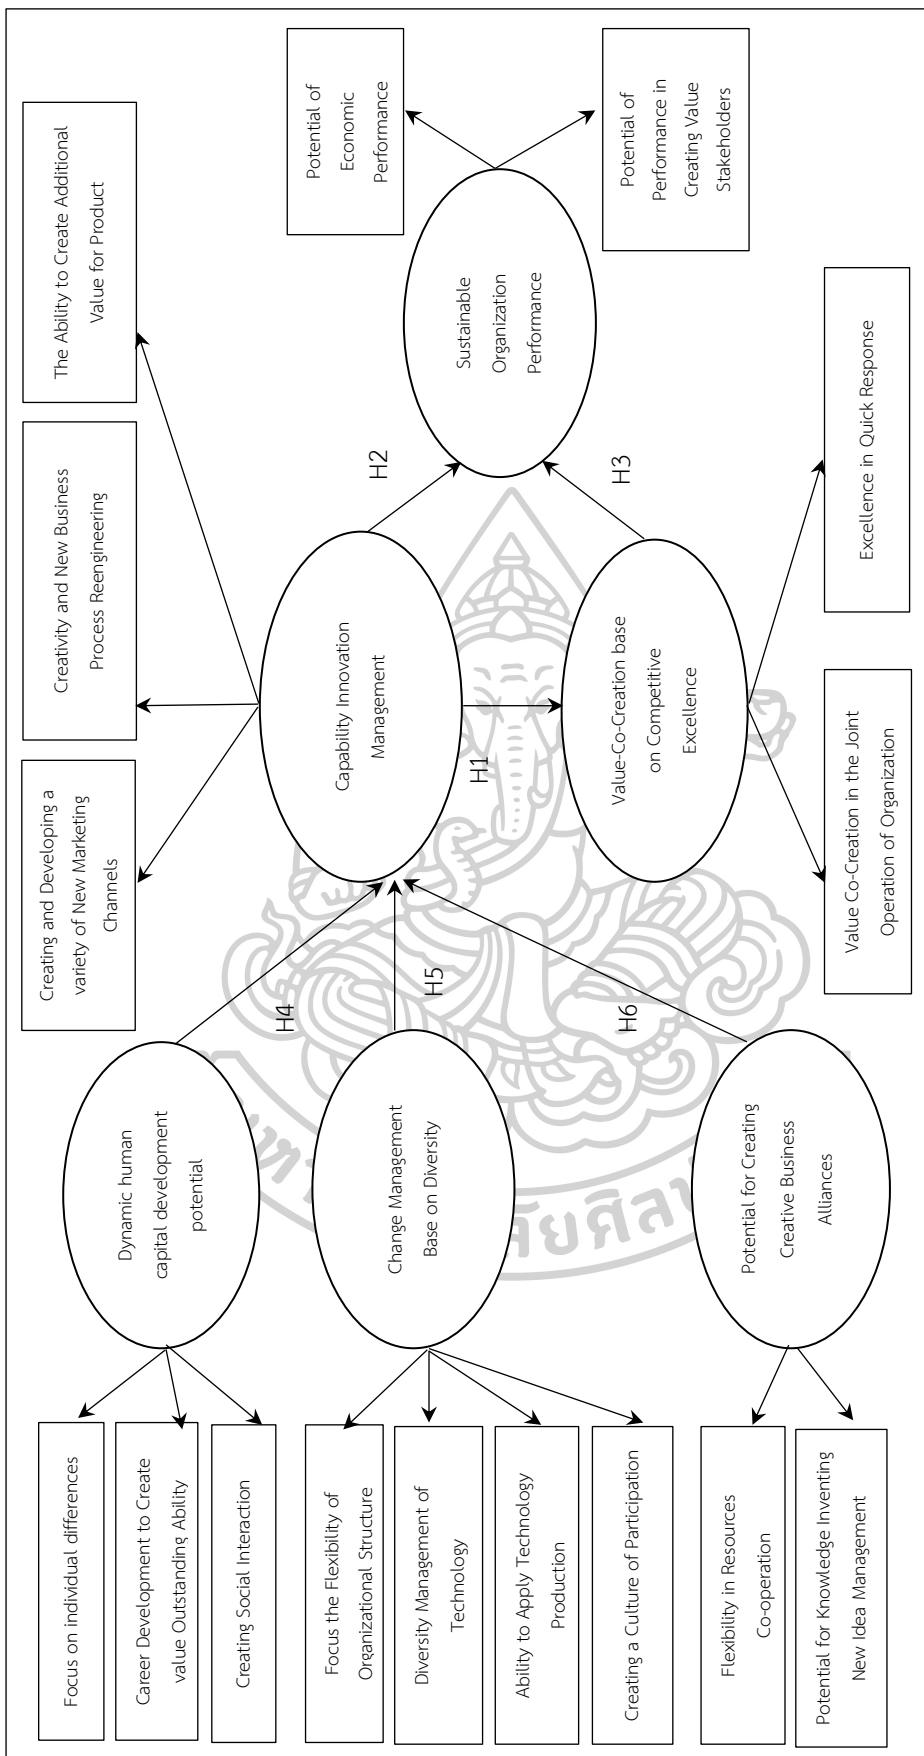 Focus on individual differences
Career Development to Create
value Outstanding Ability
Creating Social Interaction
Focus the Flexibility of
Organizational Structure
Diversity Management of
Technology
Ability to Apply Technology
Production
Creating a Culture of Participation
Flexibility in Resources
Co-operation
Potential for Knowledge Inventing
New Idea Management
Dynamic human
capital development
potential
Change Management
Base on Diversity
Potential for Creating
Creative Business
Alliances
H4
H5
H6
Creating and Developing a
variety of New Marketing
Channels
Creativity and New Business
Process Reengineering
The Ability to Create Additional
Value for Product
Capability Innovation
Management
H1
Value-Co-Creation base
on Competitive
Excellence
H2
H3
Value Co-Creation in the Joint
Operation of Organization
Excellence in Quick Response
Sustainable
Organization
Performance
Potential of
Economic
Performance
Potential of
Performance in
Creating Value
Stakeholders